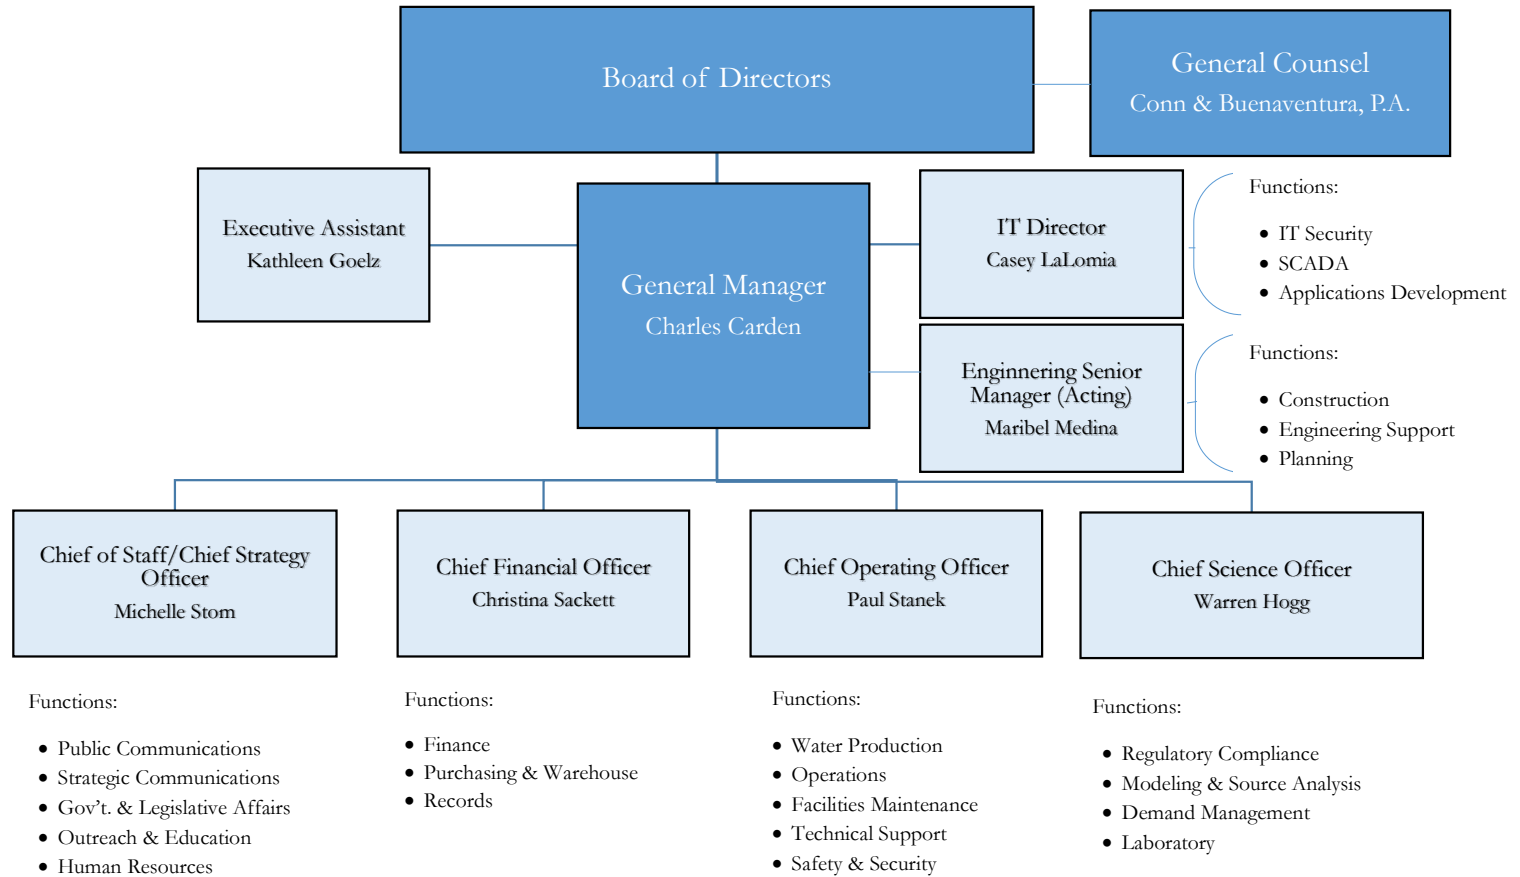 Board of Directors
General Counsel
Conn & Buenaventura, P.A.
Executive Assistant
Kathleen Goelz
General Manager
Charles Carden
IT Director
Casey LaLomia
Functions:
• IT Security
• SCADA
• Applications Development
Enginnering Senior
Manager (Acting)
Maribel Medina
Functions:
• Construction
• Engineering Support
• Planning
Chief of Staff/Chief Strategy
Officer
Michelle Stom
Chief Financial Officer
Christina Sackett
Chief Operating Officer
Paul Stanek
Chief Science Officer
Warren Hogg
Functions:
• Public Communications
• Strategic Communications
• Gov’t. & Legislative Affairs
• Outreach & Education
• Human Resources
Functions:
• Finance
• Purchasing & Warehouse
• Records
Functions:
• Water Production
• Operations
• Facilities Maintenance
• Technical Support
• Safety & Security
Functions:
• Regulatory Compliance
• Modeling & Source Analysis
• Demand Management
• Laboratory